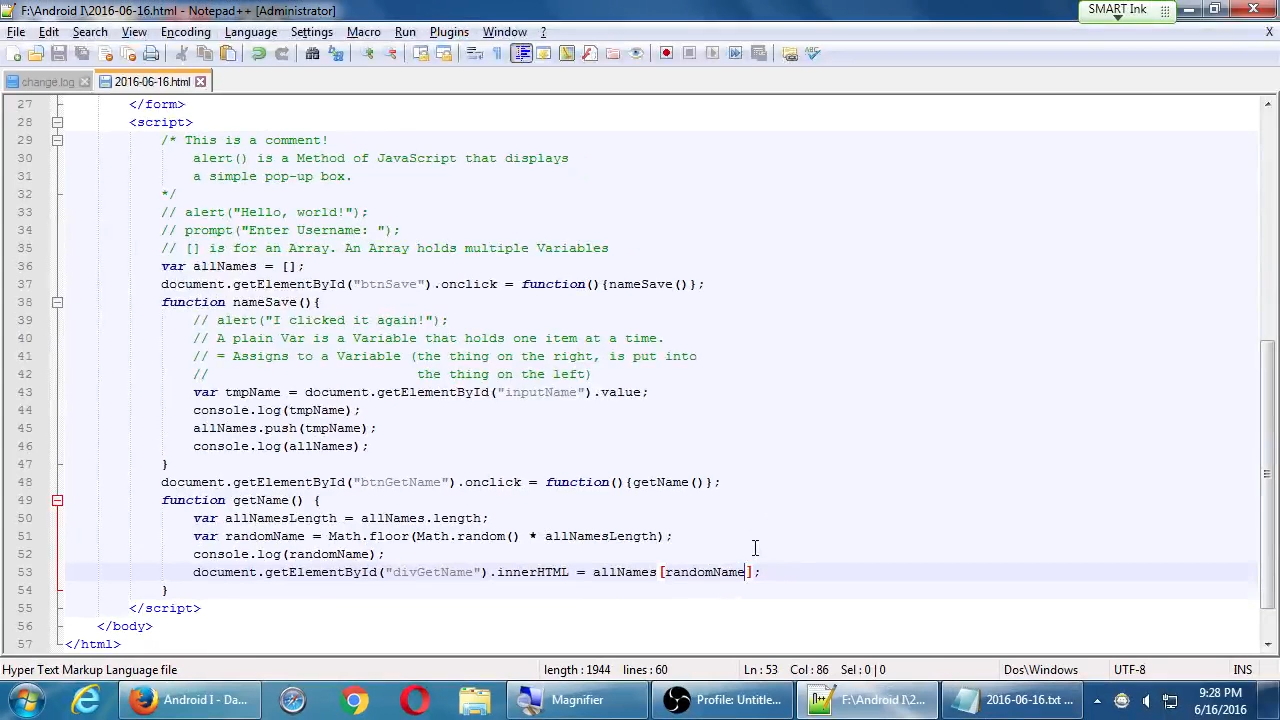 F:\Android I\2016-06-16.html - Notepad++ [Administrator]
SMART Ink
File Edit Search View Encoding Language Settings Macro Run Plugins Window ?
X
change.log
2016-06-16.html
27 </form>
28 <script>
29 /* This is a comment!
30 alert() is a Method of JavaScript that displays
31 a simple pop-up box.
32 */
33 // alert("Hello, world!");
34 // prompt("Enter Username: ");
35 // [] is for an Array. An Array holds multiple Variables
36 var allNames = [];
37 document.getElementById("btnSave").onclick = function(){nameSave()};
38 function nameSave(){
39 // alert("I clicked it again!");
40 // A plain Var is a Variable that holds one item at a time.
41 // = Assigns to a Variable (the thing on the right, is put into
42 // the thing on the left)
43 var tmpName = document.getElementById("inputName").value;
44 console.log(tmpName);
45 allNames.push(tmpName);
46 console.log(allNames);
47 }
48 document.getElementById("btnGetName").onclick = function(){getName()};
49 function getName() {
50 var allNamesLength = allNames.length;
51 var randomName = Math.floor(Math.random() * allNamesLength);
52 console.log(randomName);
53 document.getElementById("divGetName").innerHTML = allNames[randomName];
54 }
55 </script>
56 </body>
57 </html>
Hyper Text Markup Language file
length : 1944 lines : 60
Ln : 53 Col : 86 Sel : 0 | 0
Dos\Windows
UTF-8
INS
Android I - Da...
Magnifier
Profile: Untitle...
F:\Android I\2...
2016-06-16.txt ...
9:28 PM
6/16/2016